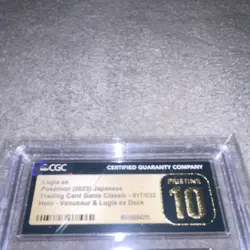 CGC
CERTIFIED GUARANTY COMPANY
Lugia ex
Pokémon (2023) Japanese
Trading Card Game Classic - 017/032
Holo - Venusaur & Lugia ex Deck
PRISTINE
10